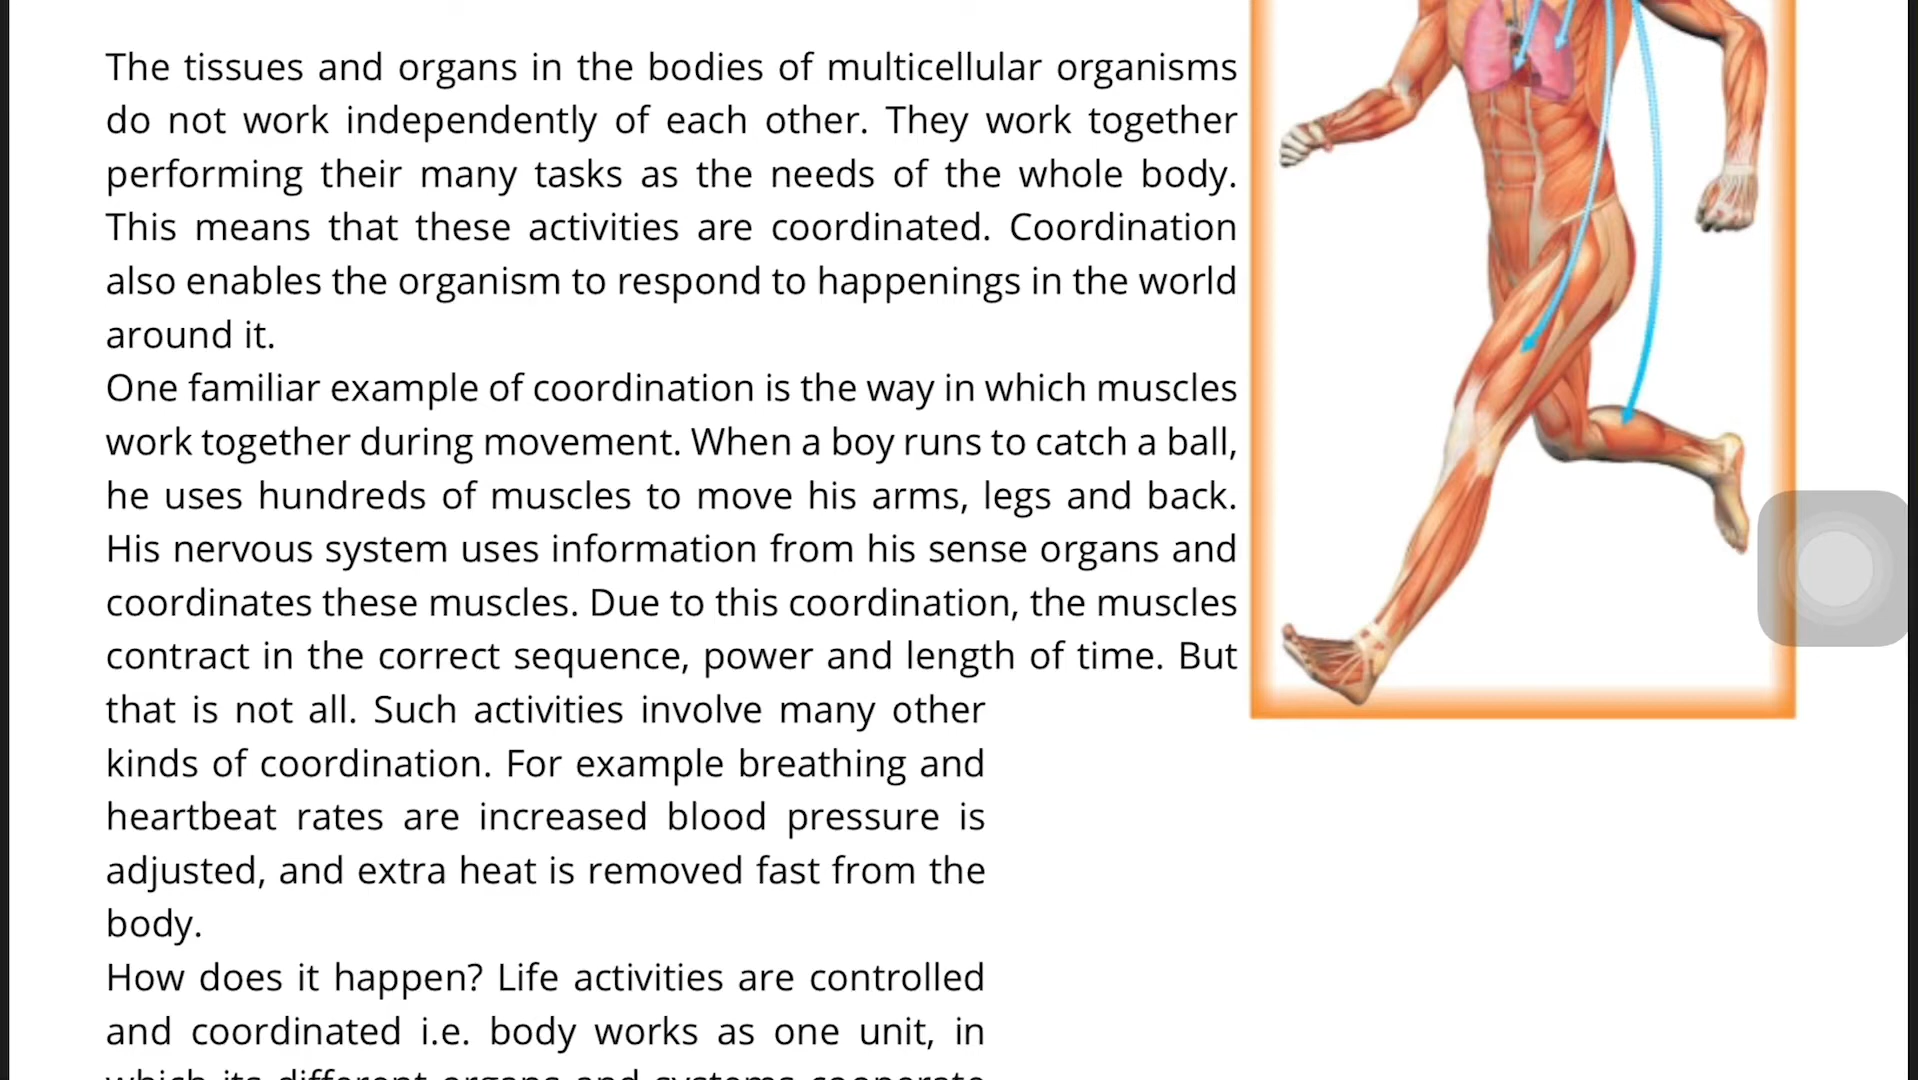 The tissues and organs in the bodies of multicellular organisms
do not work independently of each other. They work together
performing their many tasks as the needs of the whole body.
This means that these activities are coordinated. Coordination
also enables the organism to respond to happenings in the world
around it.
One familiar example of coordination is the way in which muscles
work together during movement. When a boy runs to catch a ball,
he uses hundreds of muscles to move his arms, legs and back.
His nervous system uses information from his sense organs and
coordinates these muscles. Due to this coordination, the muscles
contract in the correct sequence, power and length of time. But
that is not all. Such activities involve many other
kinds of coordination. For example breathing and
heartbeat rates are increased blood pressure is
adjusted, and extra heat is removed fast from the
body.
How does it happen? Life activities are controlled
and coordinated i.e. body works as one unit, in
which its different organs and systems cooperate